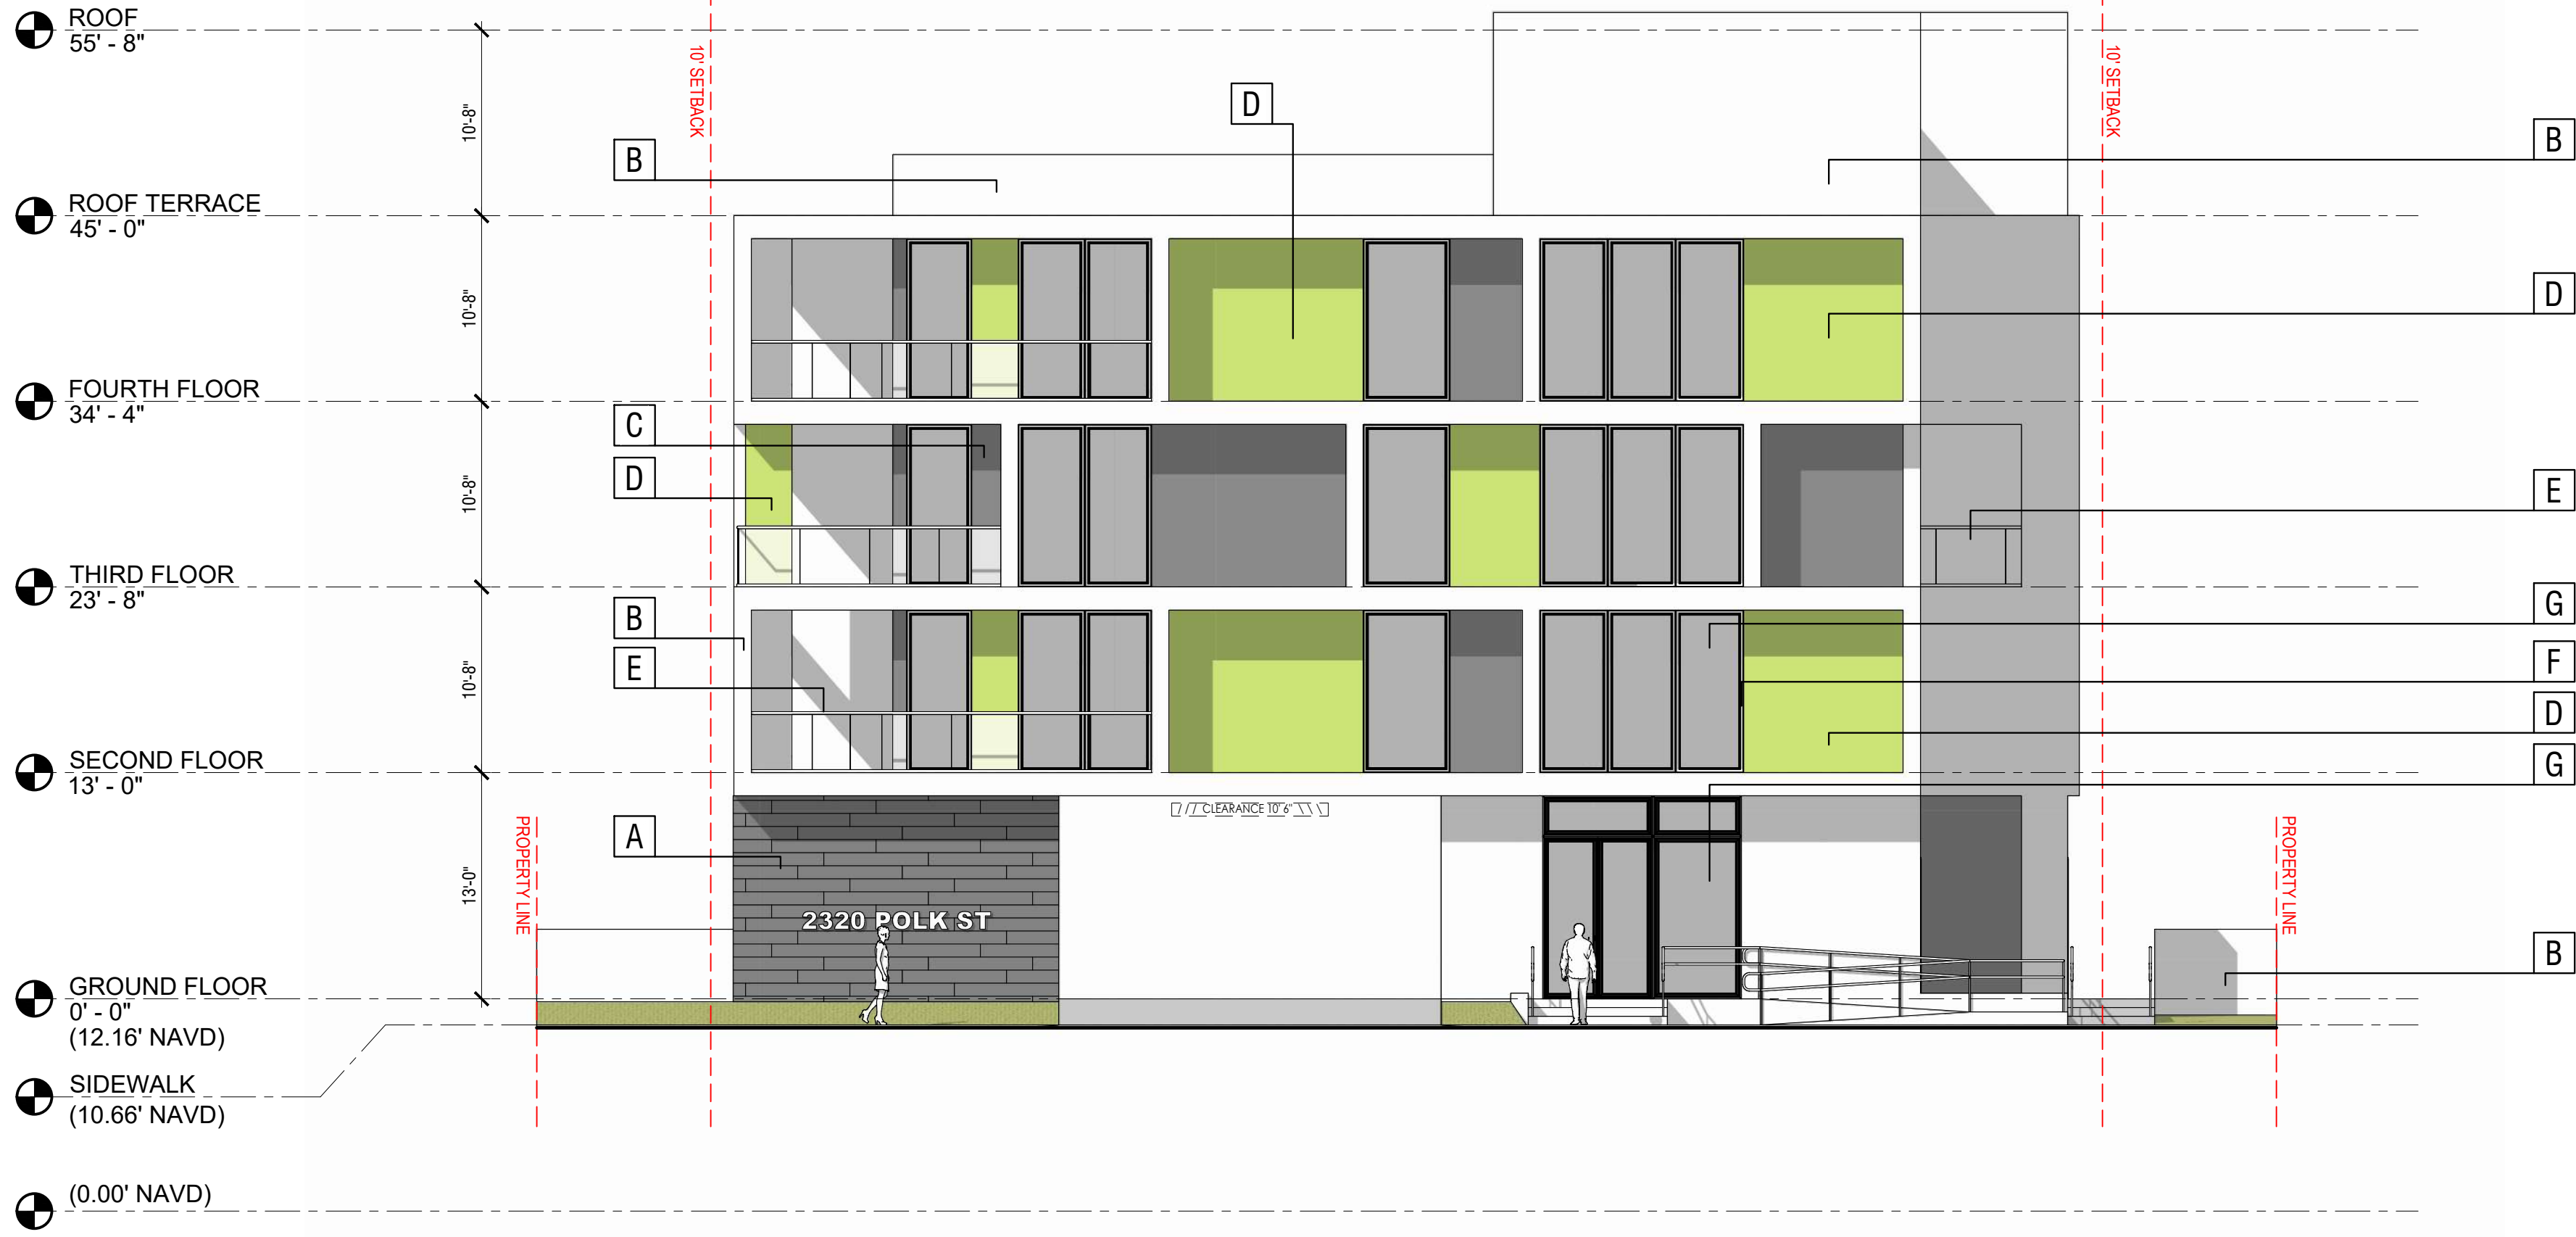 ROOF
55' - 8"
10'-8"
10' SETBACK
10' SETBACK
D
B
B
ROOF TERRACE
45' - 0"
10'-8"
D
FOURTH FLOOR
34' - 4"
C
D
10'-8"
E
THIRD FLOOR
23' - 8"
B
E
10'-8"
G
F
D
G
SECOND FLOOR
13' - 0"
CLEARANCE 10' 6"
A
PROPERTY LINE
PROPERTY LINE
13'-0"
2320 POLK ST
B
GROUND FLOOR
0' - 0"
(12.16' NAVD)
SIDEWALK
(10.66' NAVD)
(0.00' NAVD)